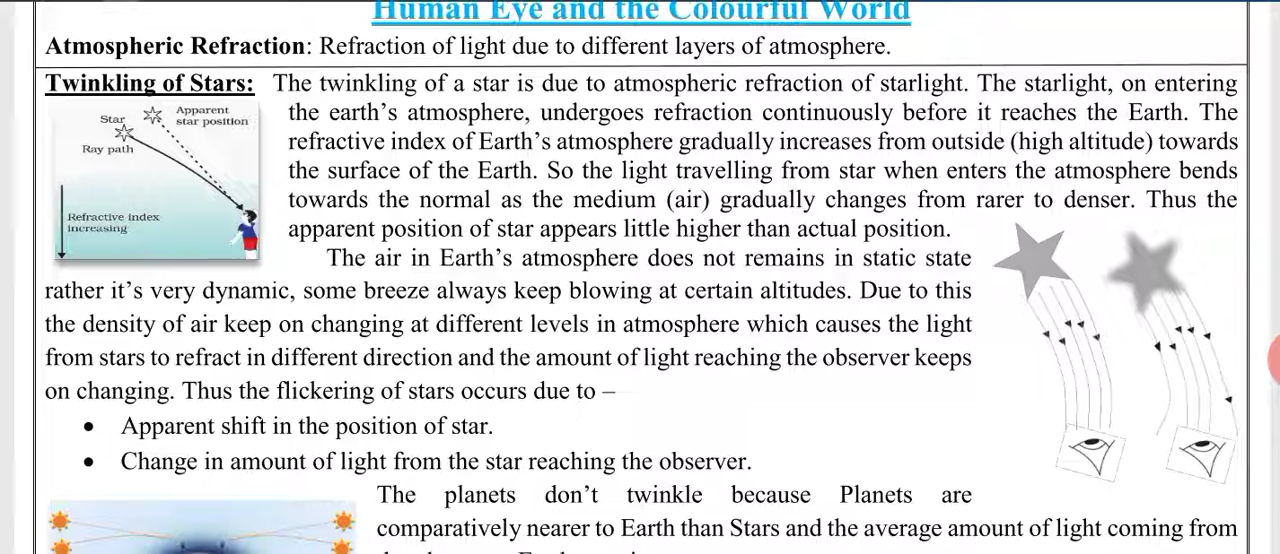 Human Eye and the Colourful World
Atmospheric Refraction: Refraction of light due to different layers of atmosphere.
Twinkling of Stars: The twinkling of a star is due to atmospheric refraction of starlight. The starlight, on entering
the earth's atmosphere, undergoes refraction continuously before it reaches the Earth. The
refractive index of Earth's atmosphere gradually increases from outside (high altitude) towards
the surface of the Earth. So the light travelling from star when enters the atmosphere bends
towards the normal as the medium (air) gradually changes from rarer to denser. Thus the
apparent position of star appears little higher than actual position.
Apparent
star position
Star
Ray path
Refractive index
increasing
The air in Earth's atmosphere does not remains in static state
rather it's very dynamic, some breeze always keep blowing at certain altitudes. Due to this
the density of air keep on changing at different levels in atmosphere which causes the light
from stars to refract in different direction and the amount of light reaching the observer keeps
on changing. Thus the flickering of stars occurs due to –
• Apparent shift in the position of star.
• Change in amount of light from the star reaching the observer.
The planets don't twinkle because Planets are
comparatively nearer to Earth than Stars and the average amount of light coming from